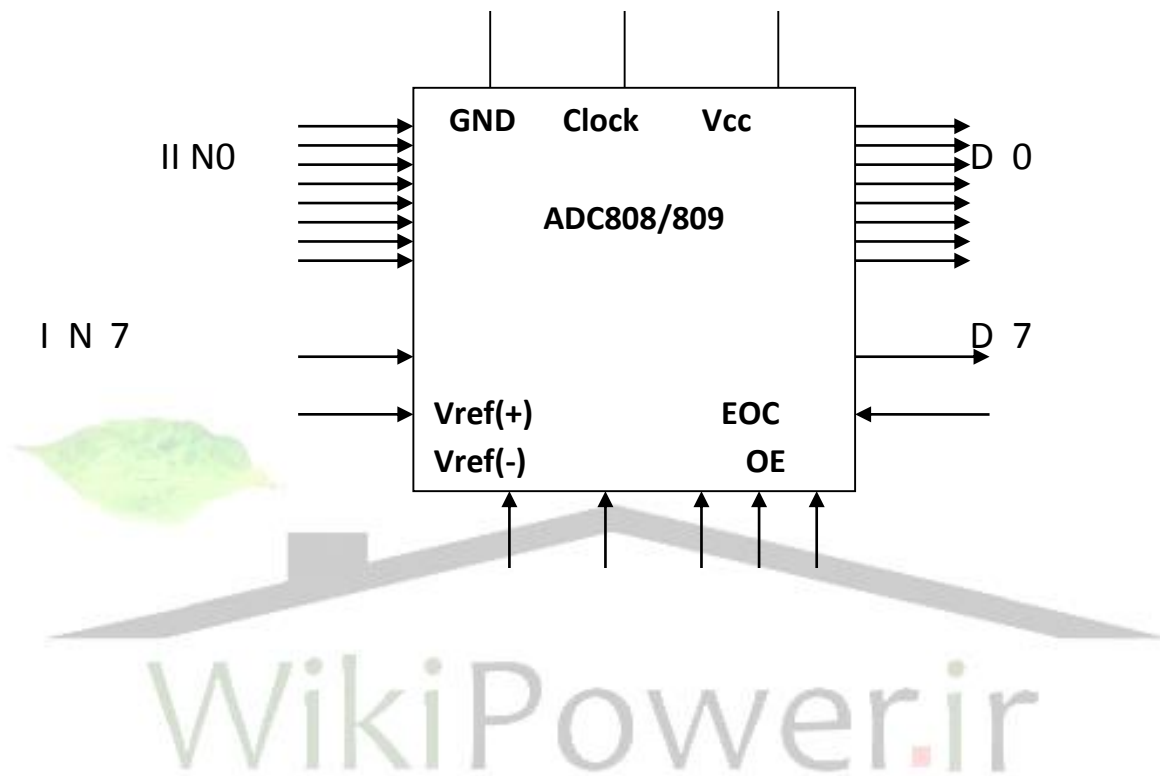 GND Clock Vcc
II N0
D 0
ADC808/809
I N 7
D 7
Vref(+) EOC
Vref(-) OE
WikiPower.ir